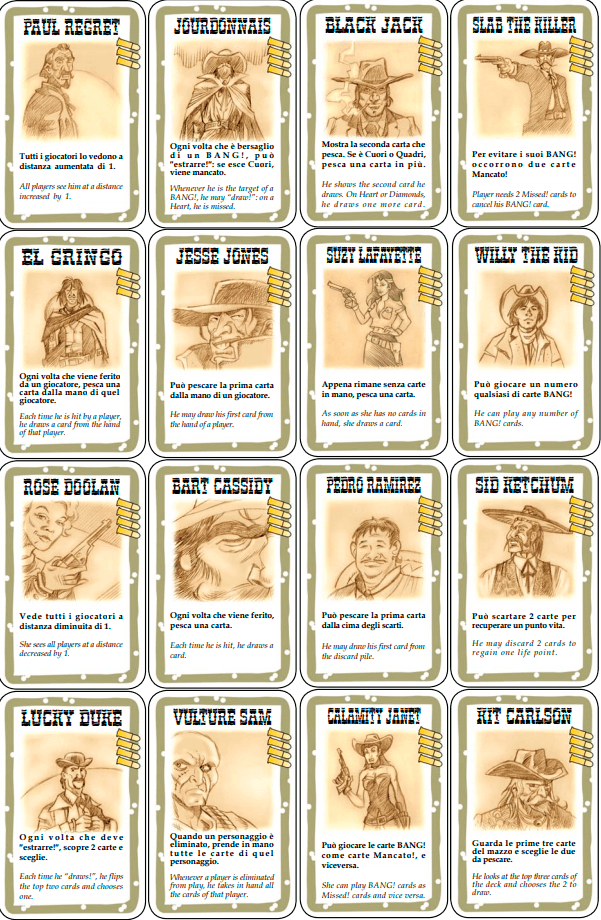 PAUL REGRET
Tutti i giocatori lo vedono a
distanza aumentata di 1.
All players see him at a distance
increased by 1.
JOURDONNAIS
Ogni volta che è bersaglio
di un BANG!, può
"estrarre!": se esce Cuori,
viene mancato.
Whenever he is the target of a
BANG!, he may "draw!": on a
Heart, he is missed.
BLACK JACK
Mostra la seconda carta che
pesca. Se è Cuori o Quadri,
pesca una carta in più.
He shows the second card he
draws. On Heart or Diamonds,
he draws one more card.
SLAB THE KILLER
Per evitare i suoi BANG!
occorrono due carte
Mancato!
Player needs 2 Missed! cards to
cancel his BANG! card.
EL GRINGO
Ogni volta che viene ferito
da un giocatore, pesca una
carta dalla mano di quel
giocatore.
Each time he is hit by a player,
he draws a card from the hand
of that player.
JESSE JONES
Può pescare la prima carta
dalla mano di un giocatore.
He may draw his first card from
the hand of a player.
SUZY LAFAYETTE
Appena rimane senza carte
in mano, pesca una carta.
As soon as she has no cards in
hand, she draws a card.
WILLY THE KID
Può giocare un numero
qualsiasi di carte BANG!
He can play any number of
BANG! cards.
ROSE DOOLAN
Vede tutti i giocatori a
distanza diminuita di 1.
She sees all players at a distance
decreased by 1.
BART CASSIDY
Ogni volta che viene ferito,
pesca una carta.
Each time he is hit, he draws a
card.
PEDRO RAMIREZ
Può pescare la prima carta
dalla cima degli scarti.
He may draw his first card from
the discard pile.
SID KETCHUM
Può scartare 2 carte per
recuperare un punto vita.
He may discard 2 cards to
regain one life point.
LUCKY DUKE
Ogni volta che deve
"estrarre!", scopre 2 carte e
sceglie.
Each time he "draws!", he flips
the top two cards and chooses
one.
VULTURE SAM
Quando un personaggio è
eliminato, prende in mano
tutte le carte di quel
personaggio.
Whenever a player is eliminated
from play, he takes in hand all
the cards of that player.
CALAMITY JANET
Può giocare le carte BANG!
come carte Mancato!, e
viceversa.
She can play BANG! cards as
Missed! cards and vice versa.
KIT CARLSON
Guarda le prime tre carte
del mazzo e sceglie le due
da pescare.
He looks at the top three cards of
the deck and chooses the 2 to
draw.